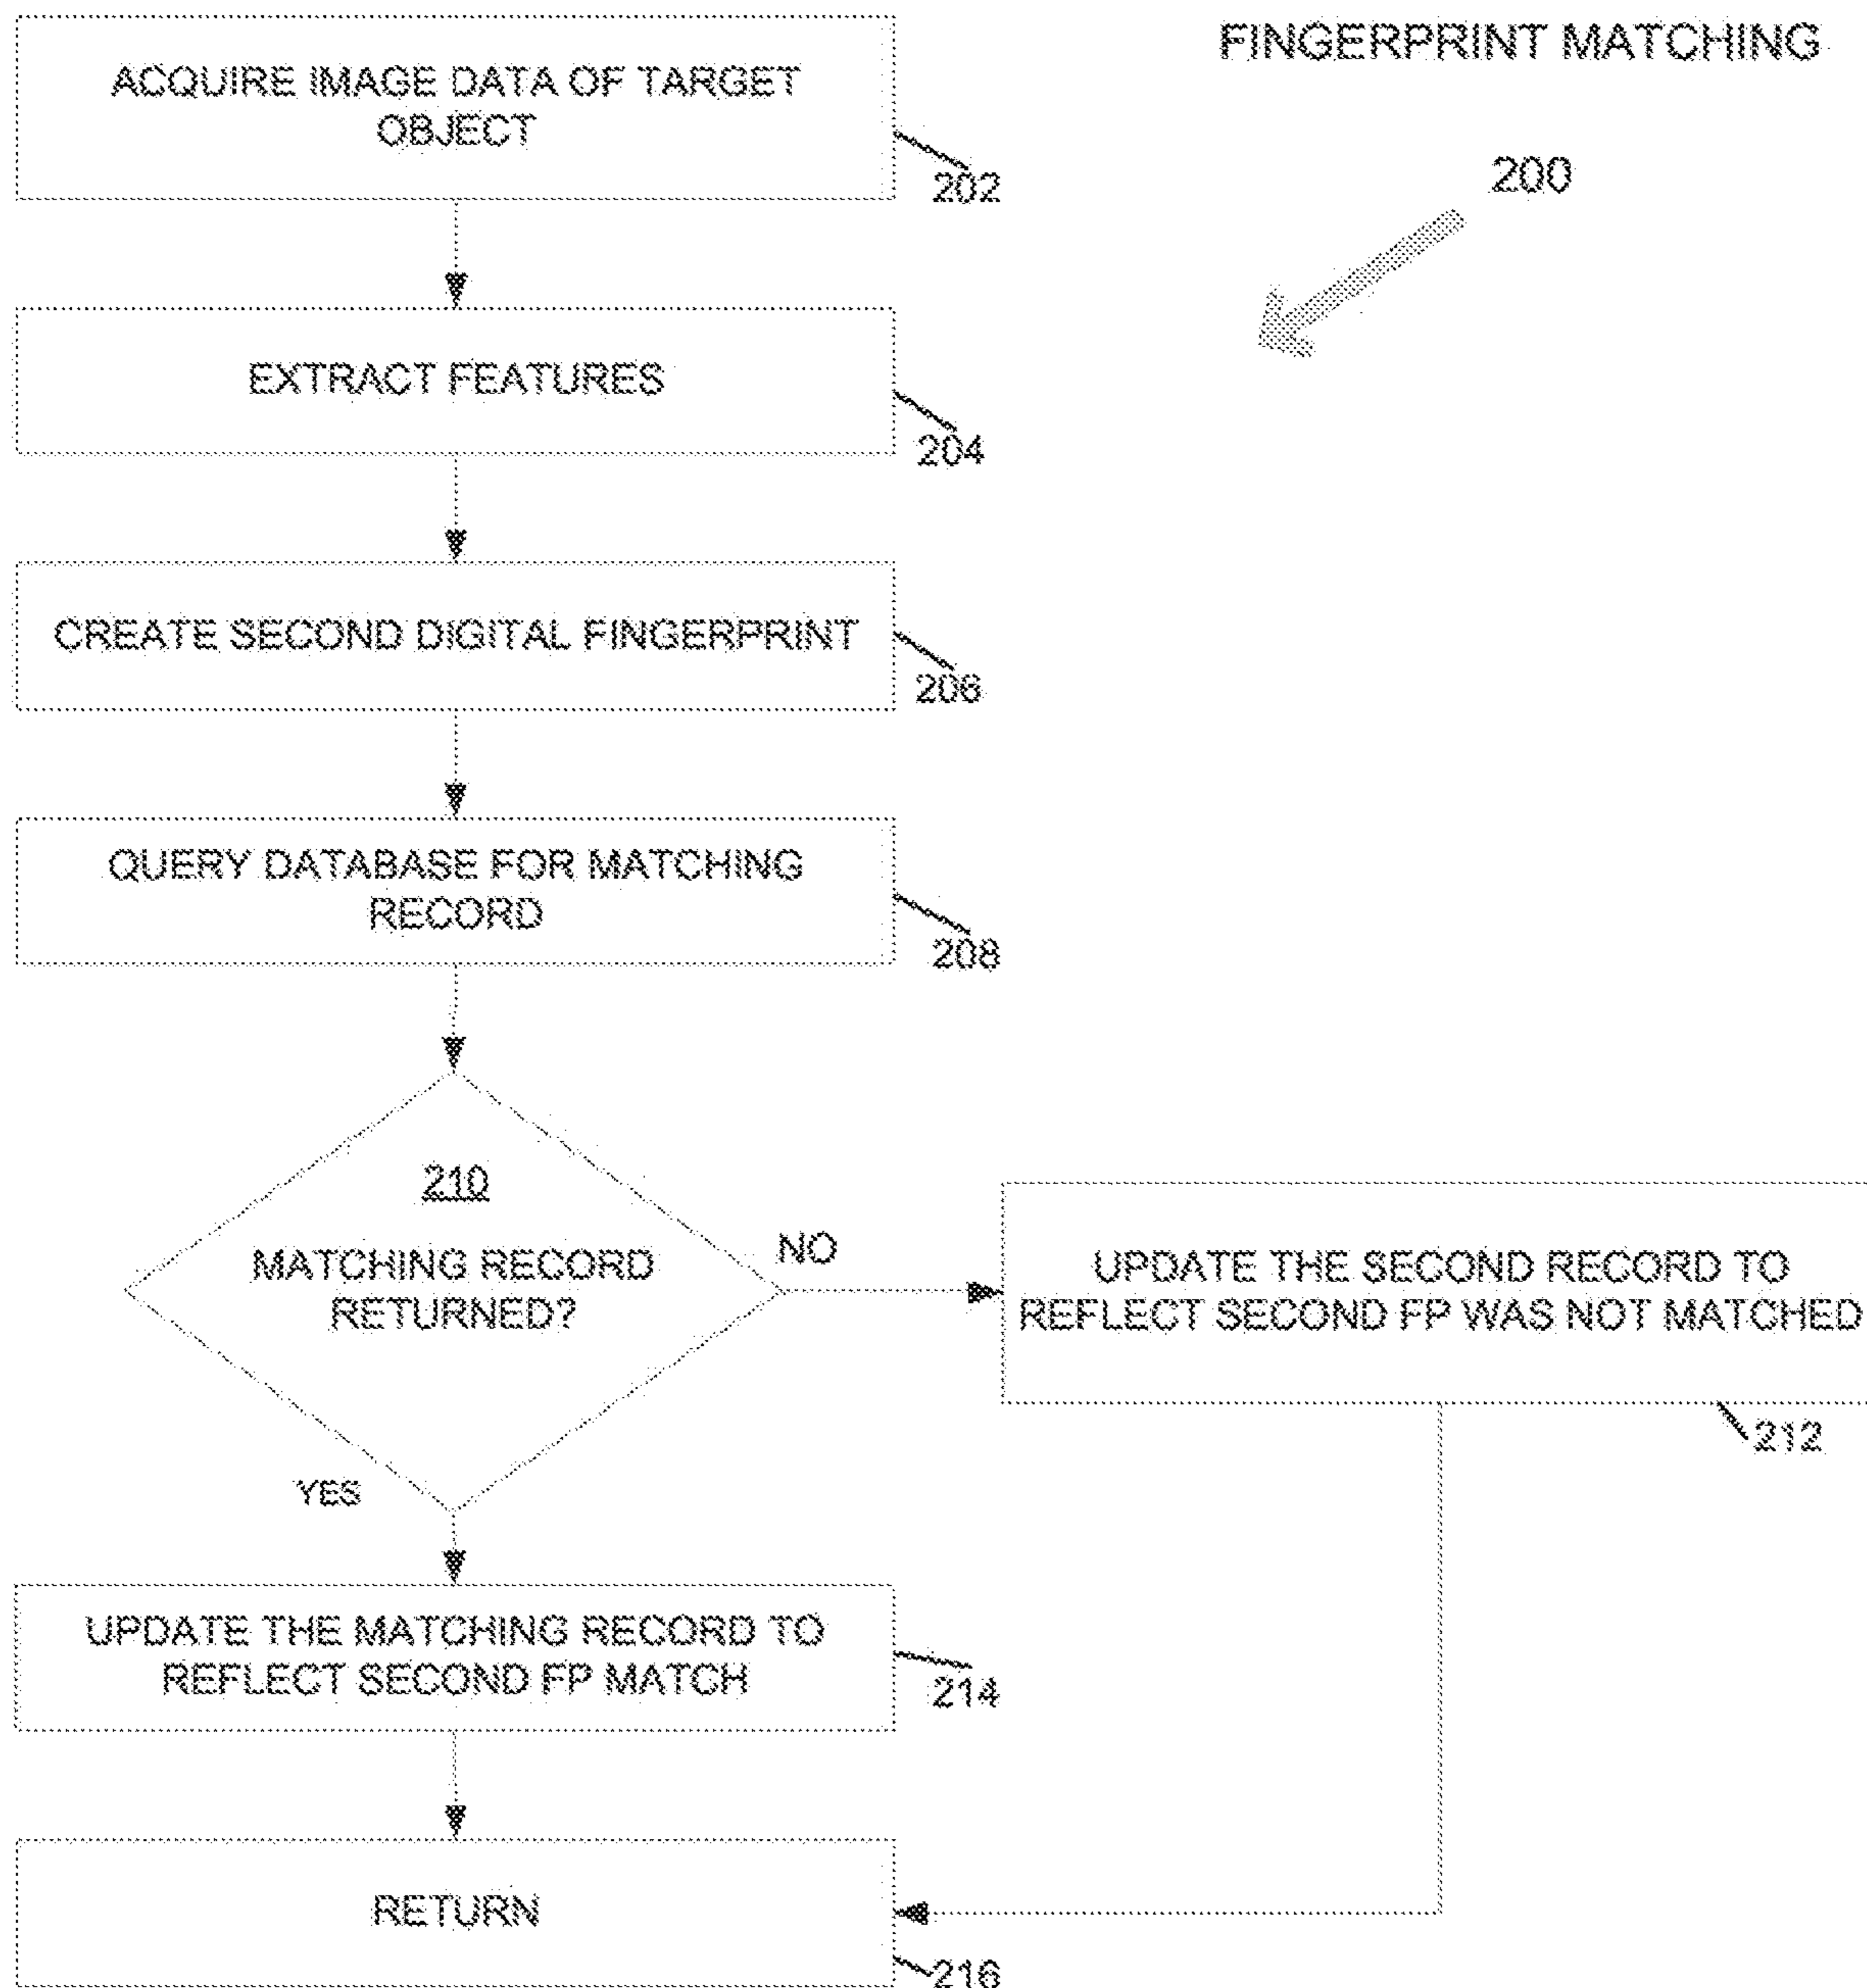 FINGERPRINT MATCHING
200
ACQUIRE IMAGE DATA OF TARGET
OBJECT
202
EXTRACT FEATURES
204
CREATE SECOND DIGITAL FINGERPRINT
206
QUERY DATABASE FOR MATCHING
RECORD
208
210
MATCHING RECORD
RETURNED?
NO
UPDATE THE SECOND RECORD TO
REFLECT SECOND FP WAS NOT MATCHED
212
YES
UPDATE THE MATCHING RECORD TO
REFLECT SECOND FP MATCH
214
RETURN
216